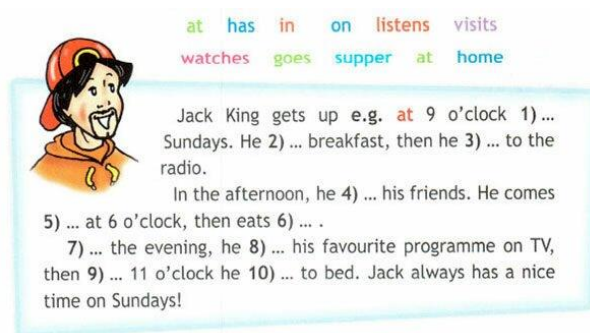 at has in on listens visits
watches goes supper at home
Jack King gets up e.g. at 9 o'clock 1) ...
Sundays. He 2) ... breakfast, then he 3) ... to the
radio.
In the afternoon, he 4) ... his friends. He comes
5) ... at 6 o'clock, then eats 6) ... .
7) ... the evening, he 8) ... his favourite programme on TV,
then 9) ... 11 o'clock he 10) ... to bed. Jack always has a nice
time on Sundays!